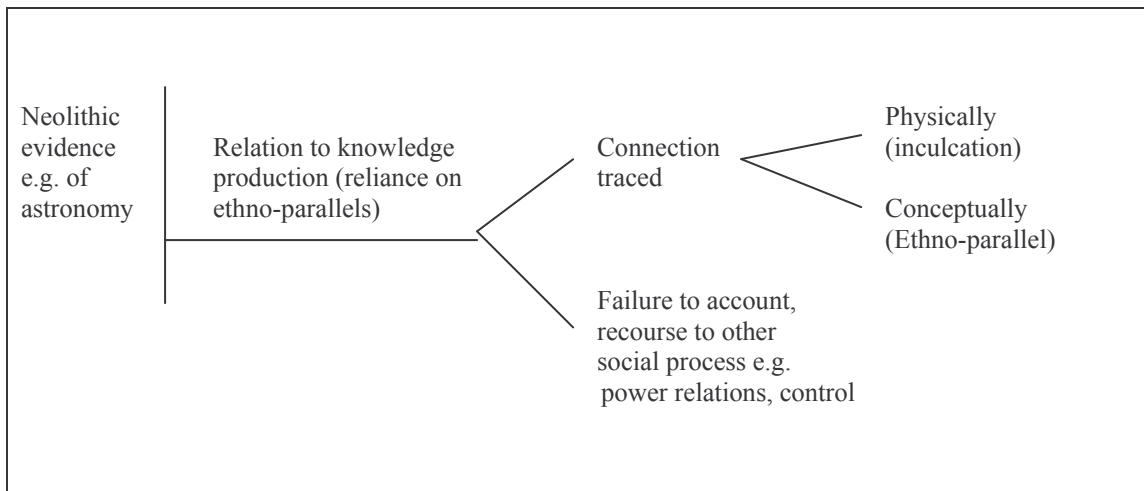 Neolithic
evidence
e.g. of
astronomy
Relation to knowledge
production (reliance on
ethno-parallels)
Connection
traced
Physically
(inculcation)
Conceptually
(Ethno-parallel)
Failure to account,
recourse to other
social process e.g.
power relations, control